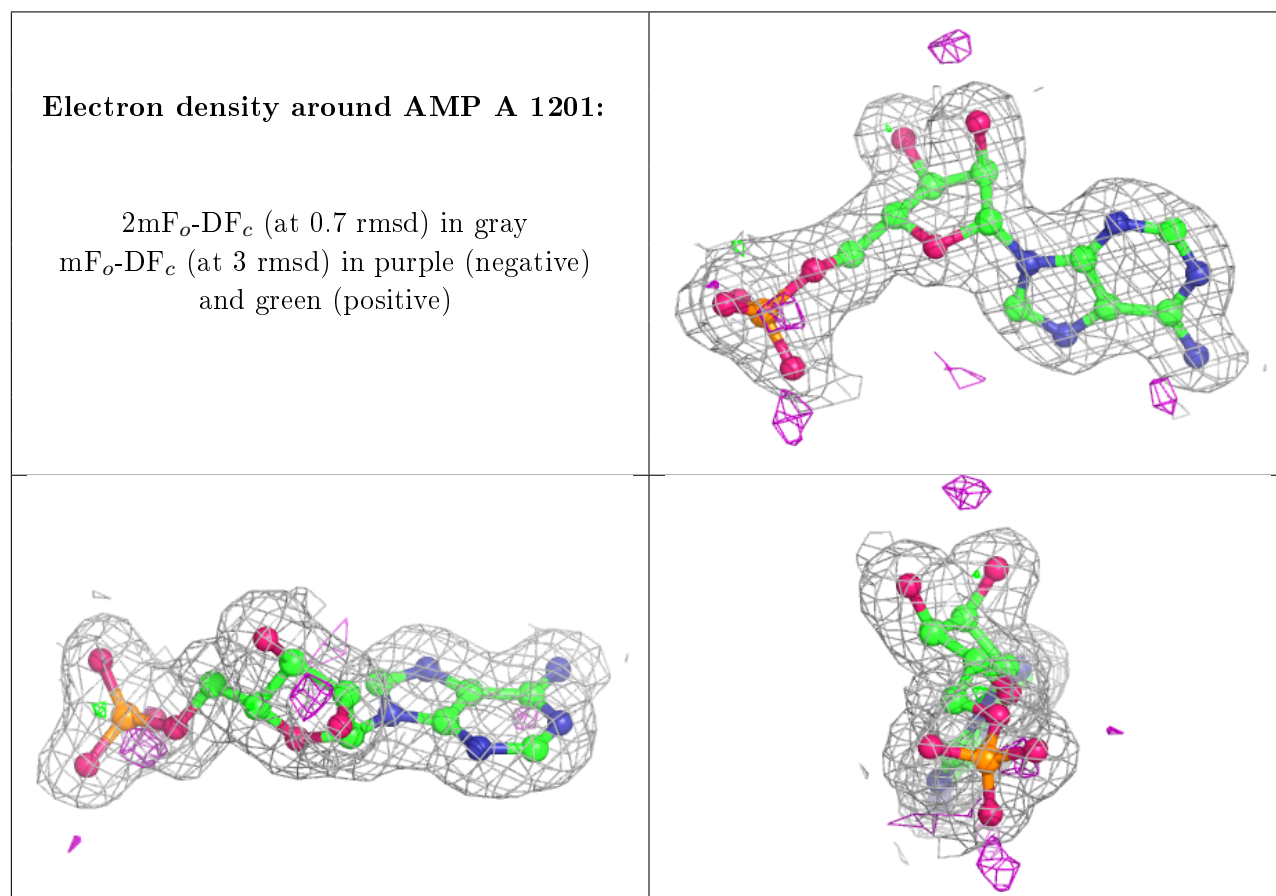 Electron density around AMP A 1201:
2mFo-DFc (at 0.7 rmsd) in gray
mFo-DFc (at 3 rmsd) in purple (negative)
and green (positive)